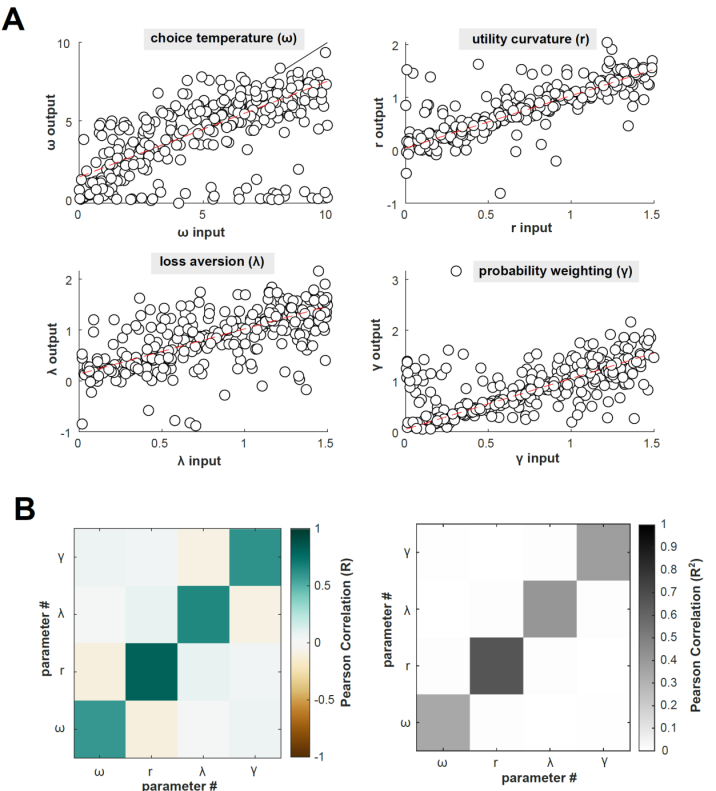 A
choice temperature (ω)
10
5
0
ω output
0
5
10
ω input
utility curvature (r)
2
1
0
-1
r output
0
0.5
1
1.5
r input
loss aversion (λ)
2
1
0
-1
λ output
0
0.5
1
1.5
λ input
probability weighting (γ)
3
2
1
0
γ output
0
0.5
1
1.5
γ input
B
γ
λ
r
ω
parameter #
ω
r
λ
γ
parameter #
1
0.5
0
-0.5
-1
Pearson Correlation (R)
γ
λ
r
ω
parameter #
ω
r
λ
γ
parameter #
1
0.9
0.8
0.7
0.6
0.5
0.4
0.3
0.2
0.1
0
Pearson Correlation (R²)